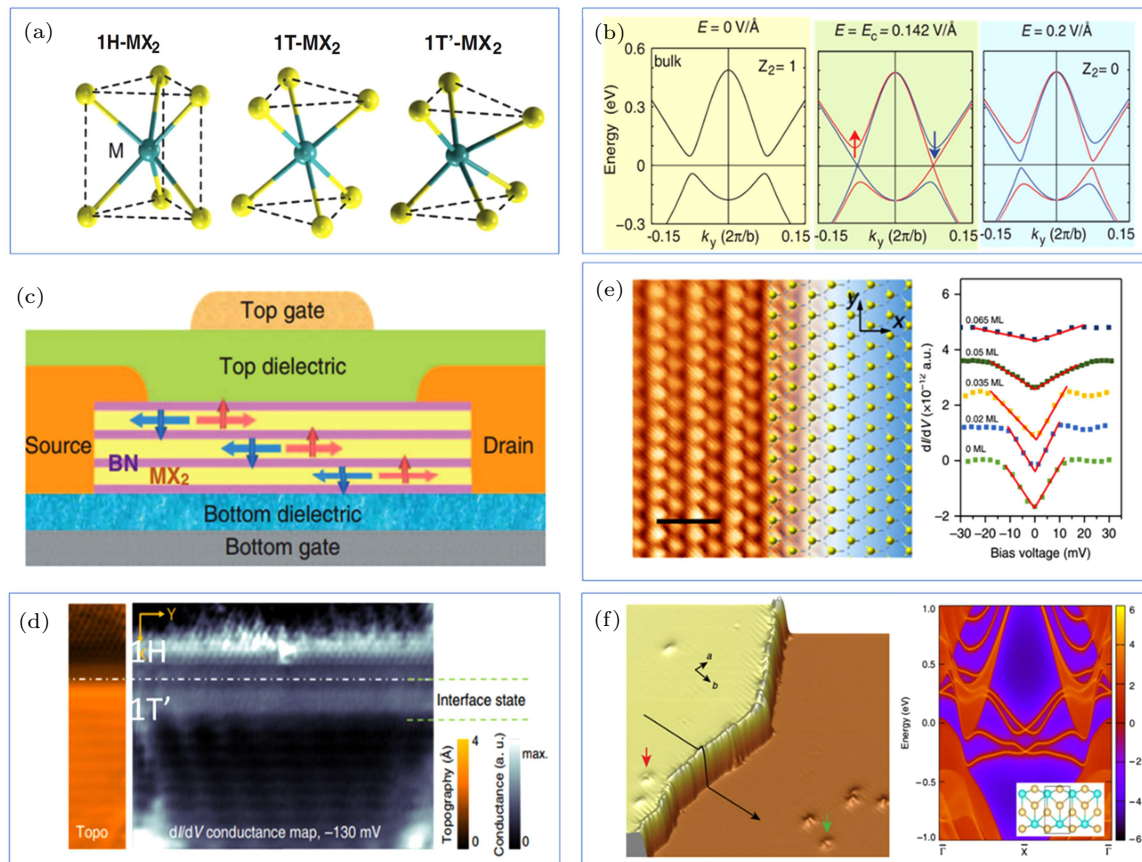 (a)
1H-MX₂ 1T-MX₂ 1T’-MX₂
M
(b)
E = 0 V/Å E = E_c = 0.142 V/Å E = 0.2 V/Å
0.6
bulk Z₂= 1 Z₂= 0
0.3
0
−0.3
Energy (eV)
-0.15 0.15 -0.15 0.15 -0.15 0.15
k_y (2π/b) k_y (2π/b) k_y (2π/b)
(c)
Top gate
Top dielectric
Source Drain
BN
MX₂
Bottom dielectric
Bottom gate
(e)
y
x
6
4
2
0
−2
dI/dV (×10⁻¹² a.u.)
0.065 ML
0.05 ML
0.035 ML
0.02 ML
0 ML
−30 −20 −10 0 10 20 30
Bias voltage (mV)
(d)
Y
1H
1T’
Interface state
Topography (Å)
4
0
Conductance (a. u.)
max.
0
Topo
dI/dV conductance map, −130 mV
(f)
a
b
1.0
0.5
0.0
-0.5
-1.0
Energy (eV)
Γ̄ X̄ Γ̄
6
4
2
0
−2
−4
−6